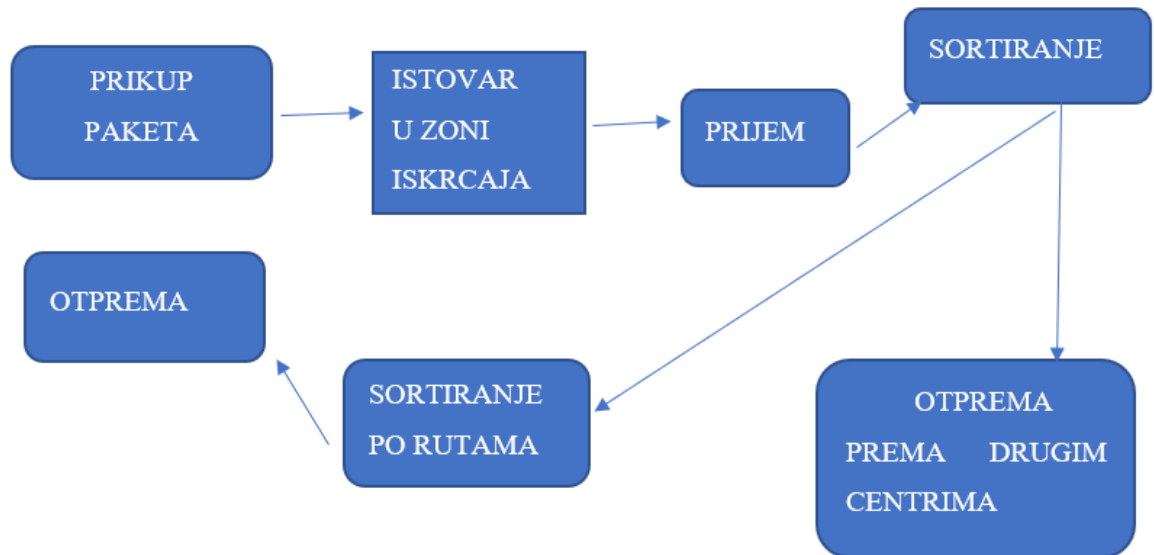 PRIKUP
PAKETA
ISTOVAR
U ZONI
ISKRCAJA
PRIJEM
SORTIRANJE
OTPREMA
PREMA DRUGIM
CENTRIMA
SORTIRANJE
PO RUTAMA
OTPREMA